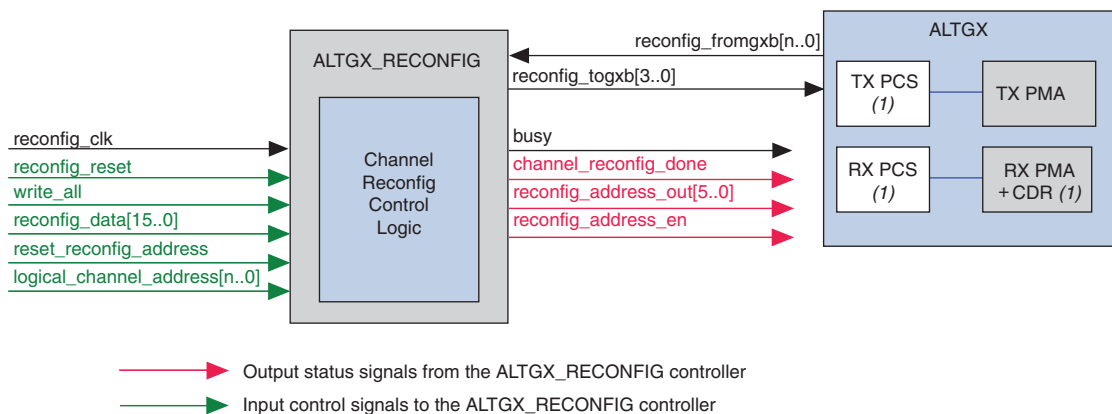 ALTGX
reconfig_fromgxb[n..0]
ALTGX_RECONFIG
reconfig_togxb[3..0]
TX PCS
(1)
TX PMA
reconfig_clk
busy
Channel
Reconfig
Control
Logic
reconfig_reset
channel_reconfig_done
RX PCS
(1)
RX PMA
+ CDR (1)
write_all
reconfig_address_out[5..0]
reconfig_data[15..0]
reconfig_address_en
reset_reconfig_address
logical_channel_address[n..0]
Output status signals from the ALTGX_RECONFIG controller
Input control signals to the ALTGX_RECONFIG controller